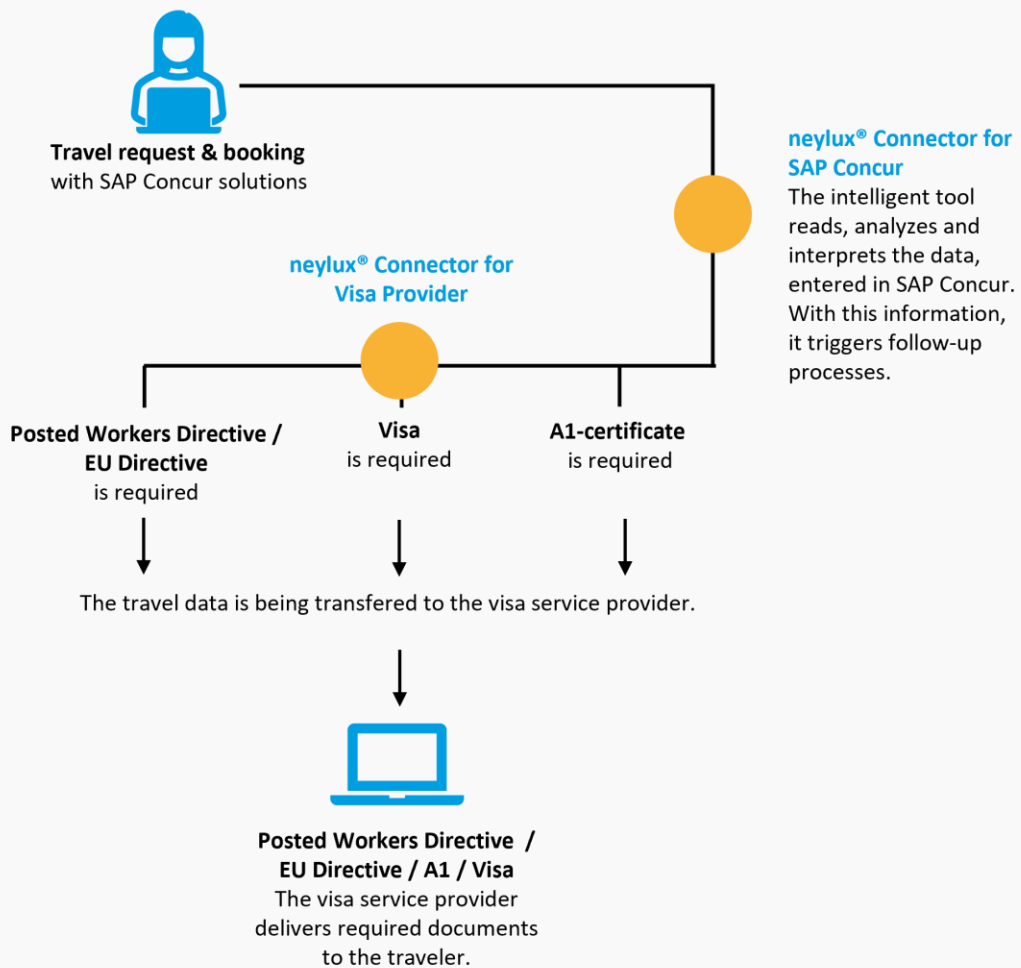 Travel request & booking
with SAP Concur solutions
neylux® Connector for
SAP Concur
The intelligent tool
reads, analyzes and
interprets the data,
entered in SAP Concur.
With this information,
it triggers follow-up
processes.
neylux® Connector for
Visa Provider
Posted Workers Directive /
EU Directive
is required
Visa
is required
A1-certificate
is required
The travel data is being transfered to the visa service provider.
Posted Workers Directive /
EU Directive / A1 / Visa
The visa service provider
delivers required documents
to the traveler.